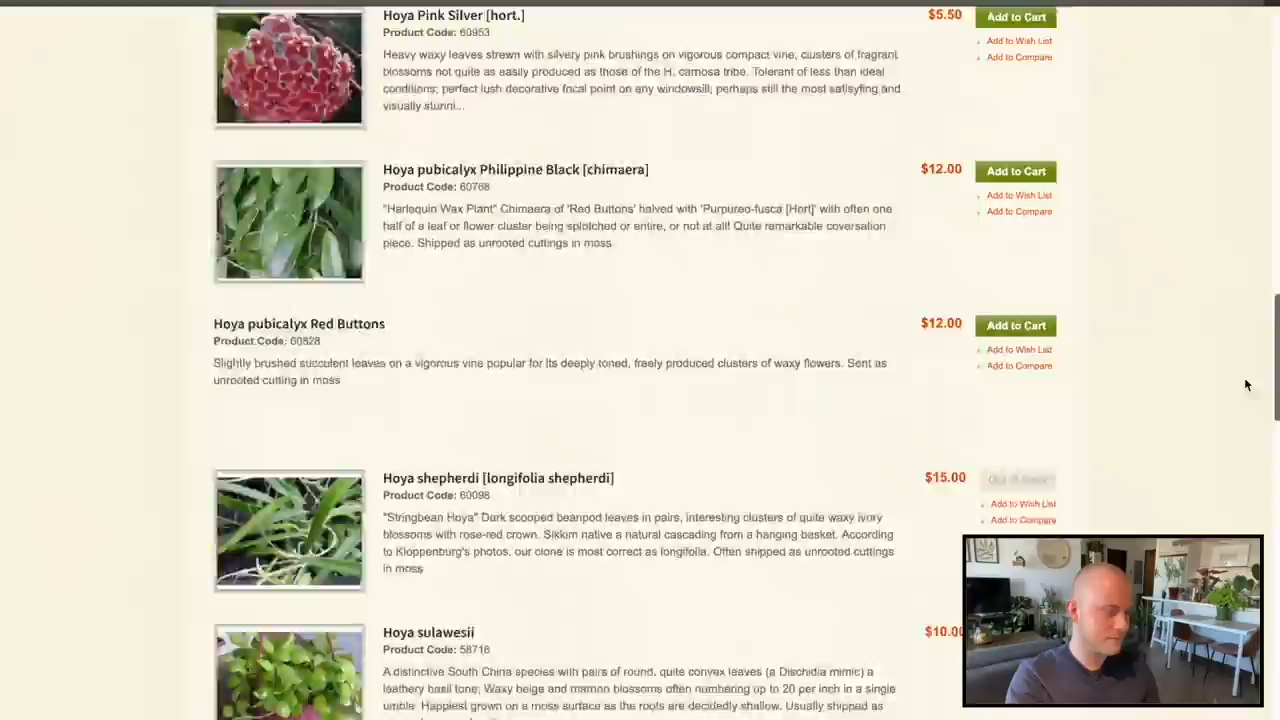 Hoya Pink Silver [hort.]
$5.50
Add to Cart
Product Code: 60953
Add to Wish List
Add to Compare
Heavy waxy leaves strewn with silvery pink brushings on vigorous compact vine, clusters of fragrant
blossoms not quite as easily produced as those of the H. carnosa tribe. Tolerant of less than ideal
conditions; perfect lush decorative focal point on any windowsill; perhaps still the most satisfying and
visually stunni...
Hoya pubicalyx Philippine Black [chimaera]
$12.00
Add to Cart
Product Code: 60768
Add to Wish List
Add to Compare
"Harlequin Wax Plant" Chimaera of 'Red Buttons' halved with 'Purpureo-fusca [Hort]' with often one
half of a leaf or flower cluster being splotched or entire, or not at all! Quite remarkable coversation
piece. Shipped as unrooted cuttings in moss
Hoya pubicalyx Red Buttons
$12.00
Add to Cart
Product Code: 60828
Add to Wish List
Add to Compare
Slightly brushed succulent leaves on a vigorous vine popular for its deeply toned, freely produced clusters of waxy flowers. Sent as
unrooted cutting in moss
Hoya shepherdi [longifolia shepherdi]
$15.00
Product Code: 60098
Add to Wish List
Add to Compare
"Stringbean Hoya" Dark scooped beanpod leaves in pairs, interesting clusters of quite waxy ivory
blossoms with rose-red crown. Sikkim native a natural cascading from a hanging basket. According
to Kloppenburg's photos, our clone is most correct as longifolia. Often shipped as unrooted cuttings
in moss
Hoya sulawesii
$10.00
Product Code: 58718
A distinctive South China species with pairs of round, quite convex leaves (a Dischidia mimic) a
leathery basil tone; Waxy beige and maroon blossoms often numbering up to 20 per inch in a single
umble. Happiest grown on a moss surface as the roots are decidedly shallow. Usually shipped as